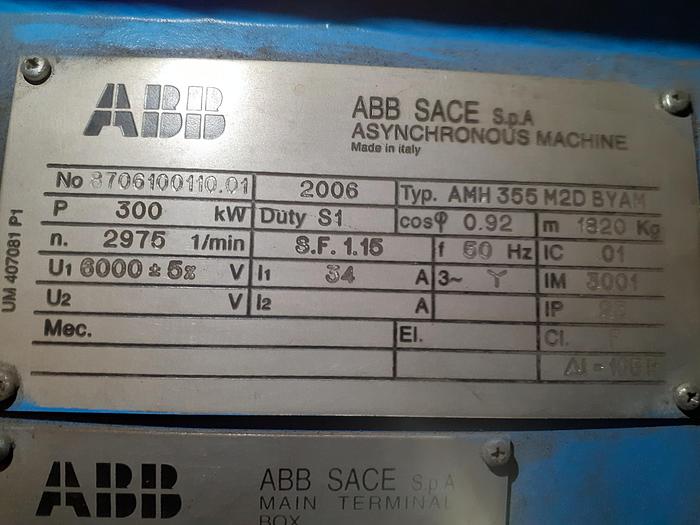 ABB
ABB SACE S.p.A
ASYNCHRONOUS MACHINE
Made in Italy
No 8706100110.01 2006 Typ. AMH 355 M2D BYAM
P 300 kW Duty S1 cosφ 0.92 m 1820 Kg
n. 2975 1/min S.F. 1.15 f 50 Hz IC 01
U1 6000 ± 5% V I1 34 A 3~ Y IM 3001
U2 V I2 A IP
Mec. El. Cl. F
UM 407081 P1
ABB
ABB SACE S.p.A
MAIN TERMINAL
BOX